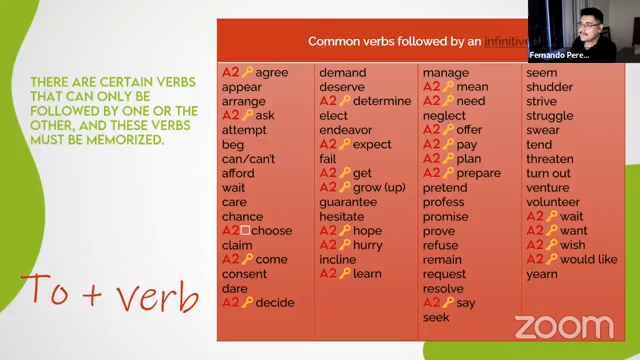 Common verbs followed by an infinitive
Fernando Pere...
THERE ARE CERTAIN VERBS
THAT CAN ONLY BE
FOLLOWED BY ONE OR THE
OTHER, AND THESE VERBS
MUST BE MEMORIZED.
To + verb
A2 agree
appear
arrange
A2 ask
attempt
beg
can/can't
afford
wait
care
chance
A2 choose
claim
A2 come
consent
dare
A2 decide
demand
deserve
A2 determine
elect
endeavor
A2 expect
fail
A2 get
A2 grow (up)
guarantee
hesitate
A2 hope
A2 hurry
incline
A2 learn
manage
A2 mean
A2 need
neglect
A2 offer
A2 pay
A2 plan
A2 prepare
pretend
profess
promise
prove
refuse
remain
request
resolve
A2 say
seek
seem
shudder
strive
struggle
swear
tend
threaten
turn out
venture
volunteer
A2 wait
A2 want
A2 wish
A2 would like
yearn
zoom